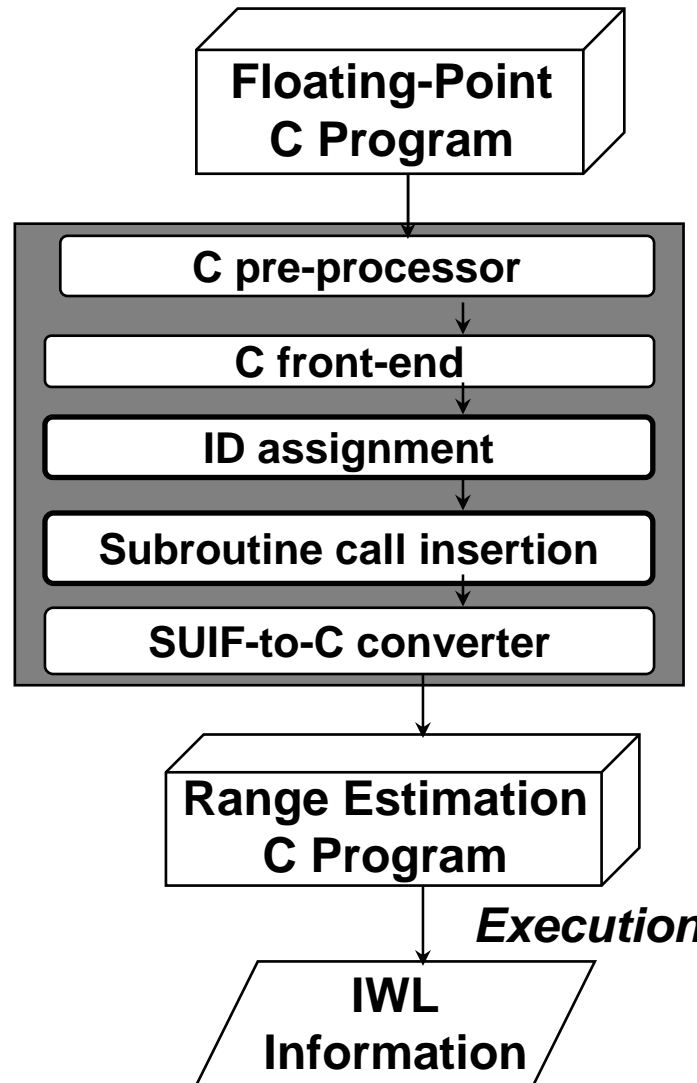 Floating-Point
C Program
C pre-processor
C front-end
ID assignment
Subroutine call insertion
SUIF-to-C converter
Range Estimation
C Program
Execution
IWL
Information